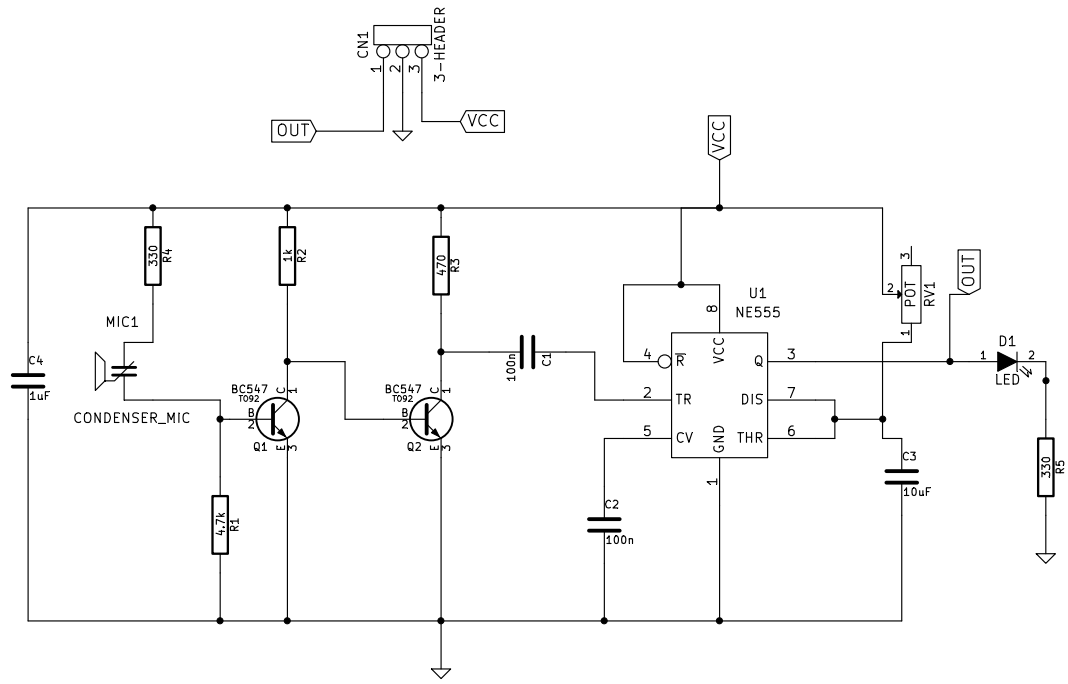 CN1
3-HEADER
1
2
3
OUT
VCC
VCC
330
R4
1k
R2
470
R3
3
OUT
2
POT
RV1
1
U1
NE555
8
MIC1
C4
1uF
CONDENSER_MIC
BC547
TO92
C
1
B
2
Q1
E
3
BC547
TO92
C
1
B
2
Q2
E
3
100n
C1
4
R
VCC
Q
3
2
TR
DIS
7
5
CV
GND
THR
6
1
D1
1
2
LED
C3
10uF
330
R5
4.7k
R1
C2
100n